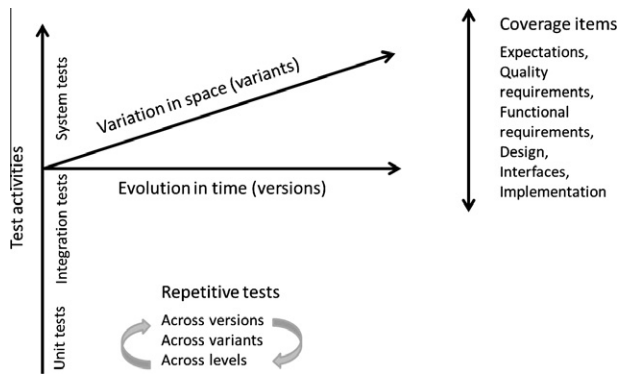 Test activities
System tests
Integration tests
Unit tests
Variation in space (variants)
Evolution in time (versions)
Repetitive tests
Across versions
Across variants
Across levels
Coverage items
Expectations,
Quality
requirements,
Functional
requirements,
Design,
Interfaces,
Implementation